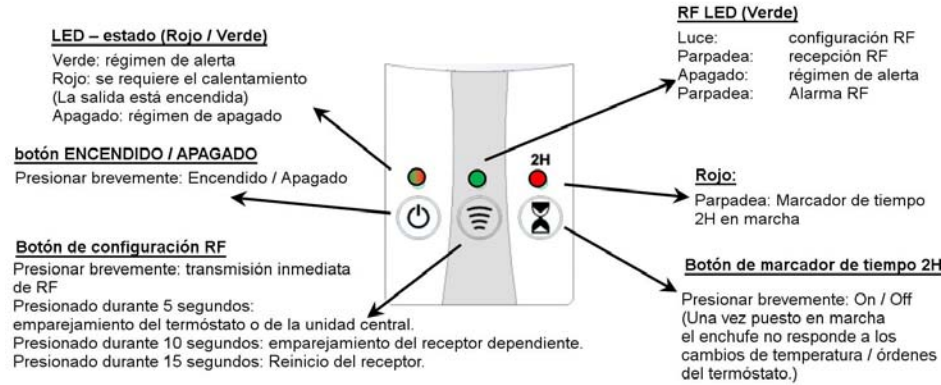 LED – estado (Rojo / Verde)
Verde: régimen de alerta
Rojo: se requiere el calentamiento
(La salida está encendida)
Apagado: régimen de apagado
botón ENCENDIDO / APAGADO
Presionar brevemente: Encendido / Apagado
Botón de configuración RF
Presionar brevemente: transmisión inmediata
de RF
Presionado durante 5 segundos:
emparejamiento del termóstato o de la unidad central.
Presionado durante 10 segundos: emparejamiento del receptor dependiente.
Presionado durante 15 segundos: Reinicio del receptor.
2H
RF LED (Verde)
Luce: configuración RF
Parpadea: recepción RF
Apagado: régimen de alerta
Parpadea: Alarma RF
Rojo:
Parpadea: Marcador de tiempo
2H en marcha
Botón de marcador de tiempo 2H
Presionar brevemente: On / Off
(Una vez puesto en marcha
el enchufe no responde a los
cambios de temperatura / órdenes
del termóstato.)